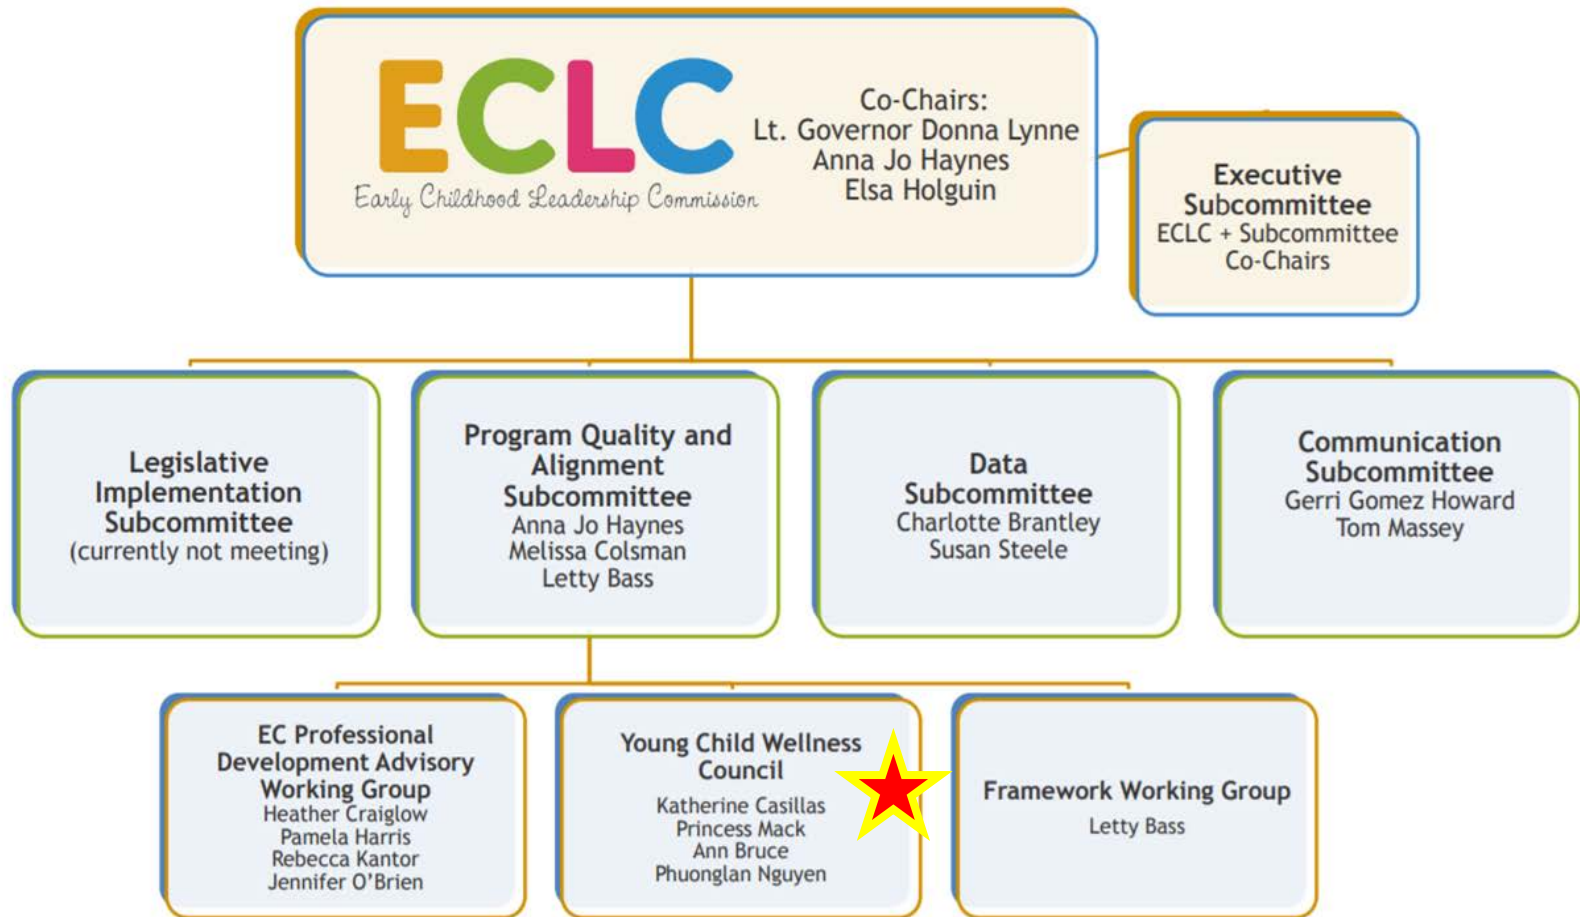 ECLC
Early Childhood Leadership Commission
Co-Chairs:
Lt. Governor Donna Lynne
Anna Jo Haynes
Elsa Holguin
Executive
Subcommittee
ECLC + Subcommittee
Co-Chairs
Legislative
Implementation
Subcommittee
(currently not meeting)
Program Quality and
Alignment
Subcommittee
Anna Jo Haynes
Melissa Colsman
Letty Bass
Data
Subcommittee
Charlotte Brantley
Susan Steele
Communication
Subcommittee
Gerri Gomez Howard
Tom Massey
EC Professional
Development Advisory
Working Group
Heather Craiglow
Pamela Harris
Rebecca Kantor
Jennifer O’Brien
Young Child Wellness
Council
Katherine Casillas
Princess Mack
Ann Bruce
Phuonglan Nguyen
Framework Working Group
Letty Bass